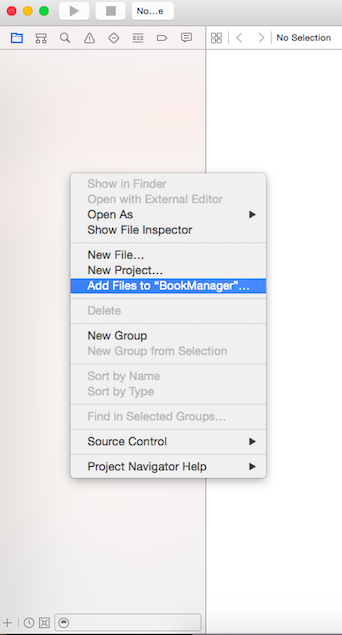 No...e
No Selection
Show in Finder
Open with External Editor
Open As
Show File Inspector
New File...
New Project...
Add Files to “BookManager”...
Delete
New Group
New Group from Selection
Sort by Name
Sort by Type
Find in Selected Groups...
Source Control
Project Navigator Help